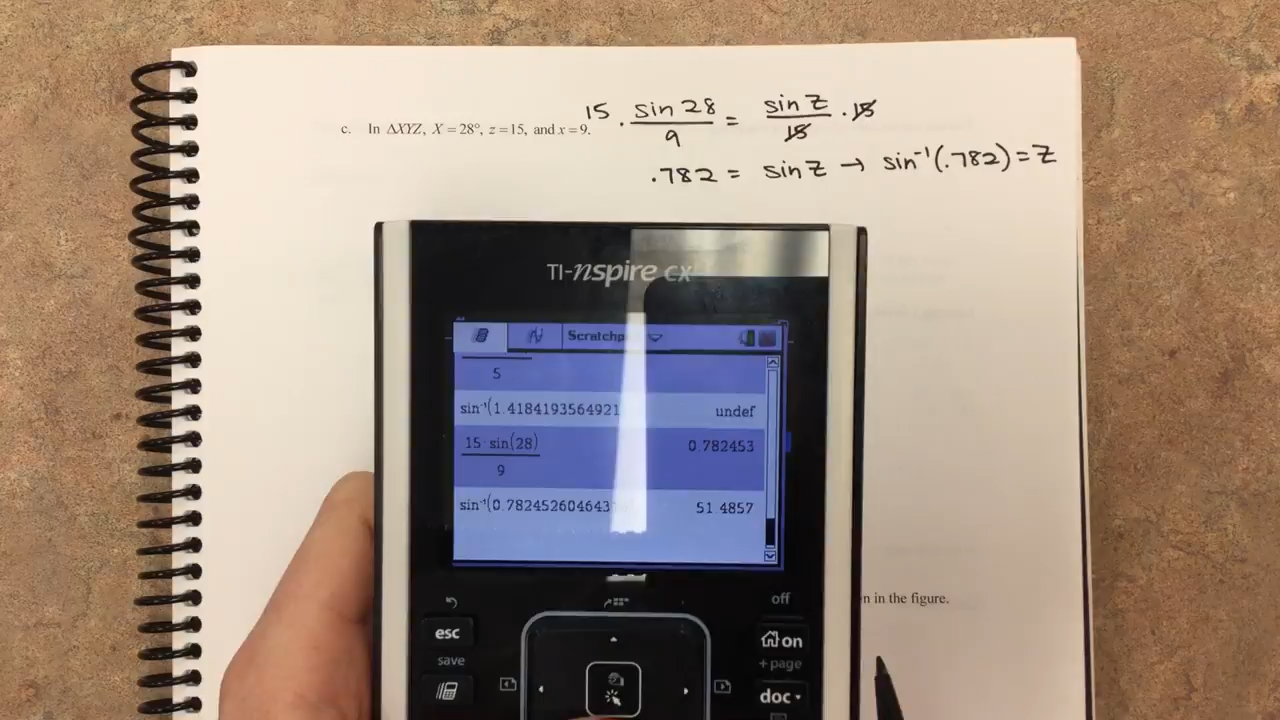 15 · sin 28 / 9 = sin Z / 15 · 15
c. In ΔXYZ, X = 28°, z = 15, and x = 9.
.782 = sin Z → sin⁻¹(.782) = Z
TI-nspire cx
5
sin⁻¹(1.4184193564921 undef
15·sin(28) / 9 0.782453
sin⁻¹(0.782452604643 51.4857
n in the figure.
off
esc
on
save
+ page
doc